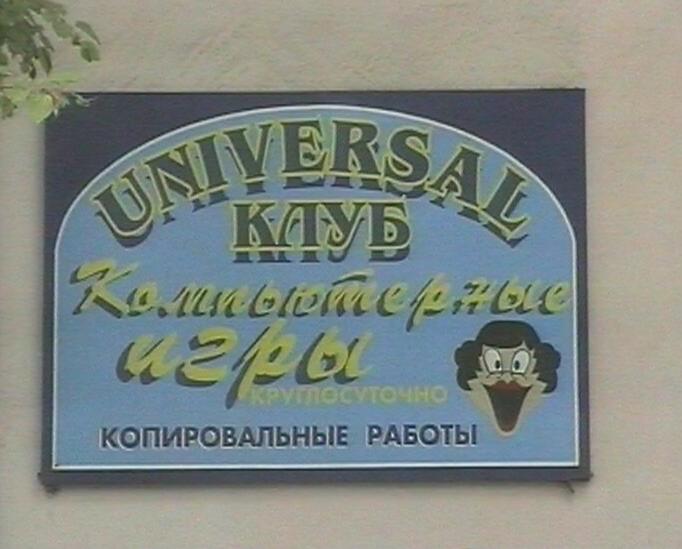 UNIVERSAL
КЛУБ
Компьютерные
игры
КРУГЛОСУТОЧНО
КОПИРОВАЛЬНЫЕ РАБОТЫ